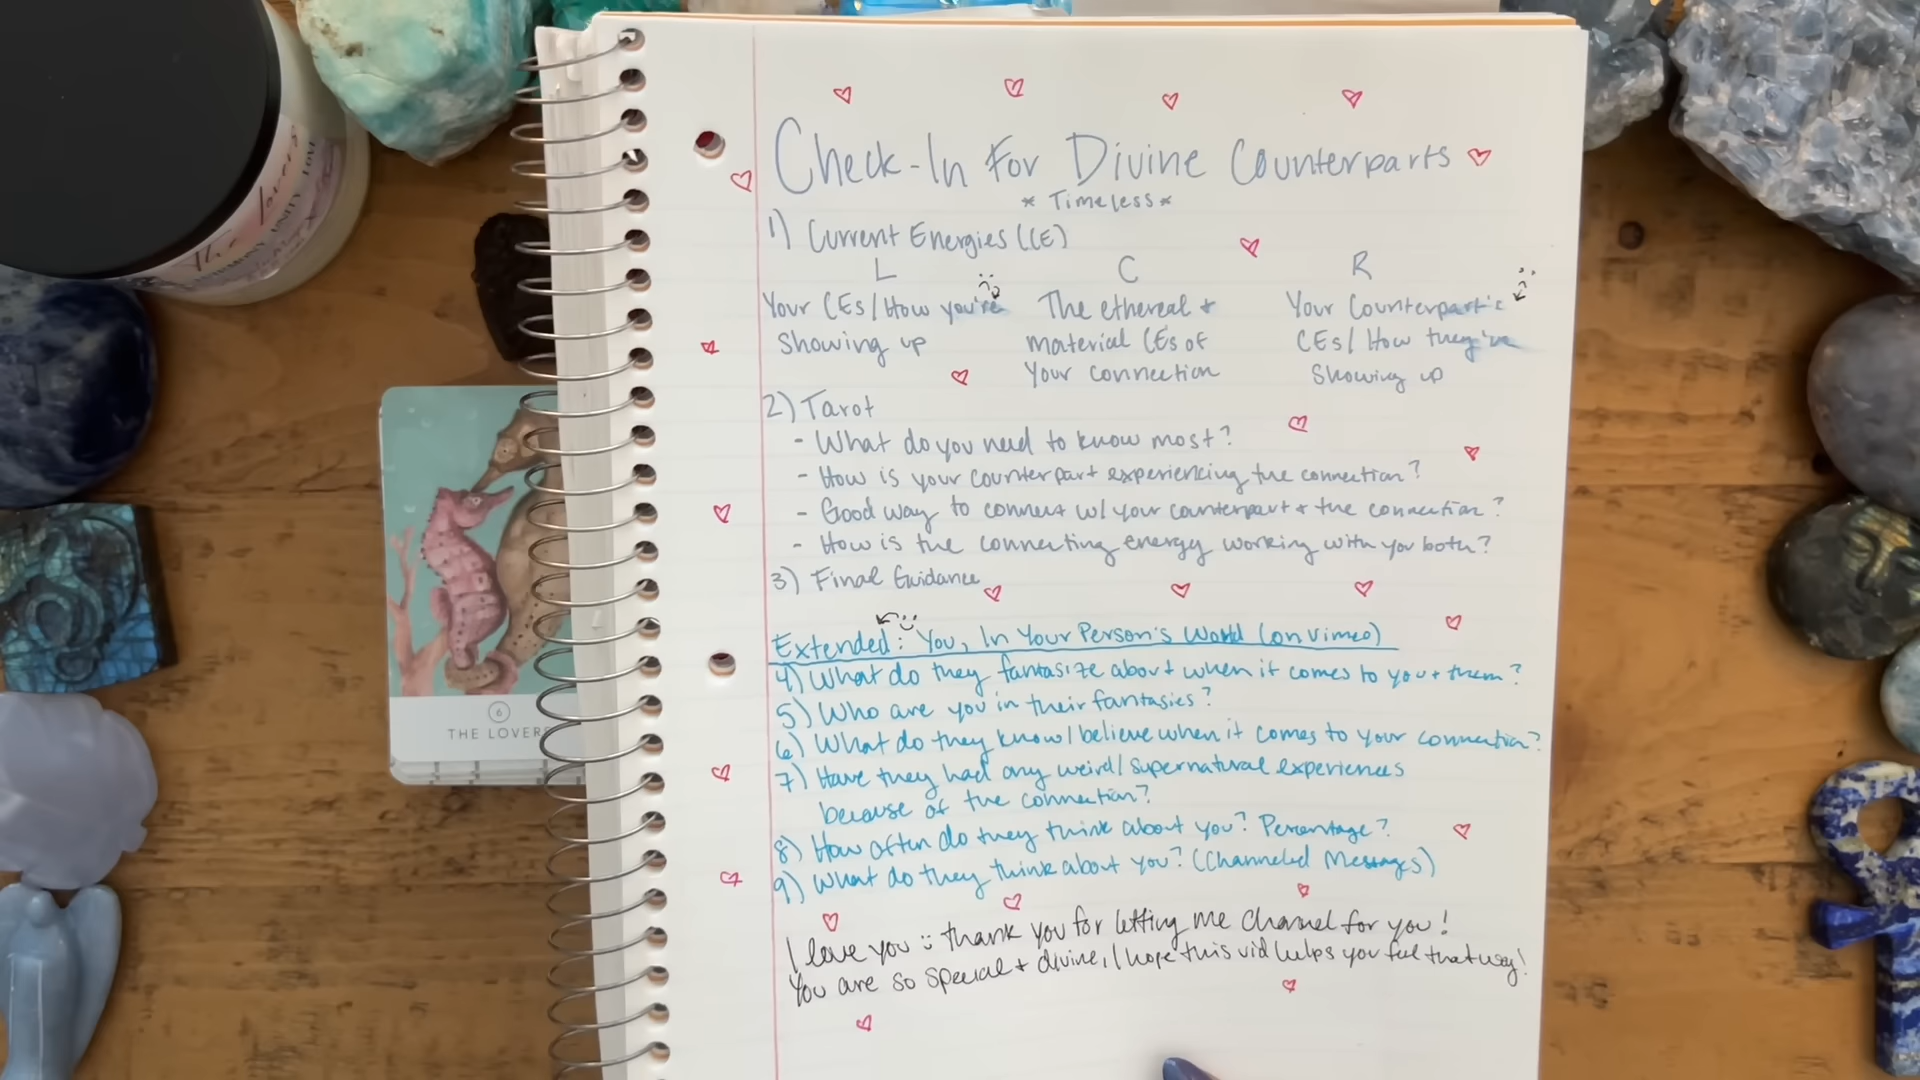 Check-In For Divine Counterparts
* Timeless *
1) Current Energies (CE)
L
Your CEs/How you're
Showing up
C
The ethereal +
material CEs of
Your connection
R
Your Counterpart's
CEs/ How they're
Showing up
2) Tarot
- What do you need to know most?
- How is your counterpart experiencing the connection?
- Good way to connect w/ your counterpart + the connection?
- How is the connecting energy working with you both?
3) Final Guidance
Extended: You, In Your Person's World (on Vimeo)
4) What do they fantasize about when it comes to you + them?
5) Who are you in their fantasies?
6) What do they know/believe when it comes to your connection?
7) Have they had any weird/supernatural experiences
because of the connection?
8) How often do they think about you? Percentage?
9) What do they think about you? (Channeled Messages)
I love you :) thank you for letting me Channel for you!
You are so special + divine, I hope this vid helps you feel that way!
The Lovers
6
THE LOVERS